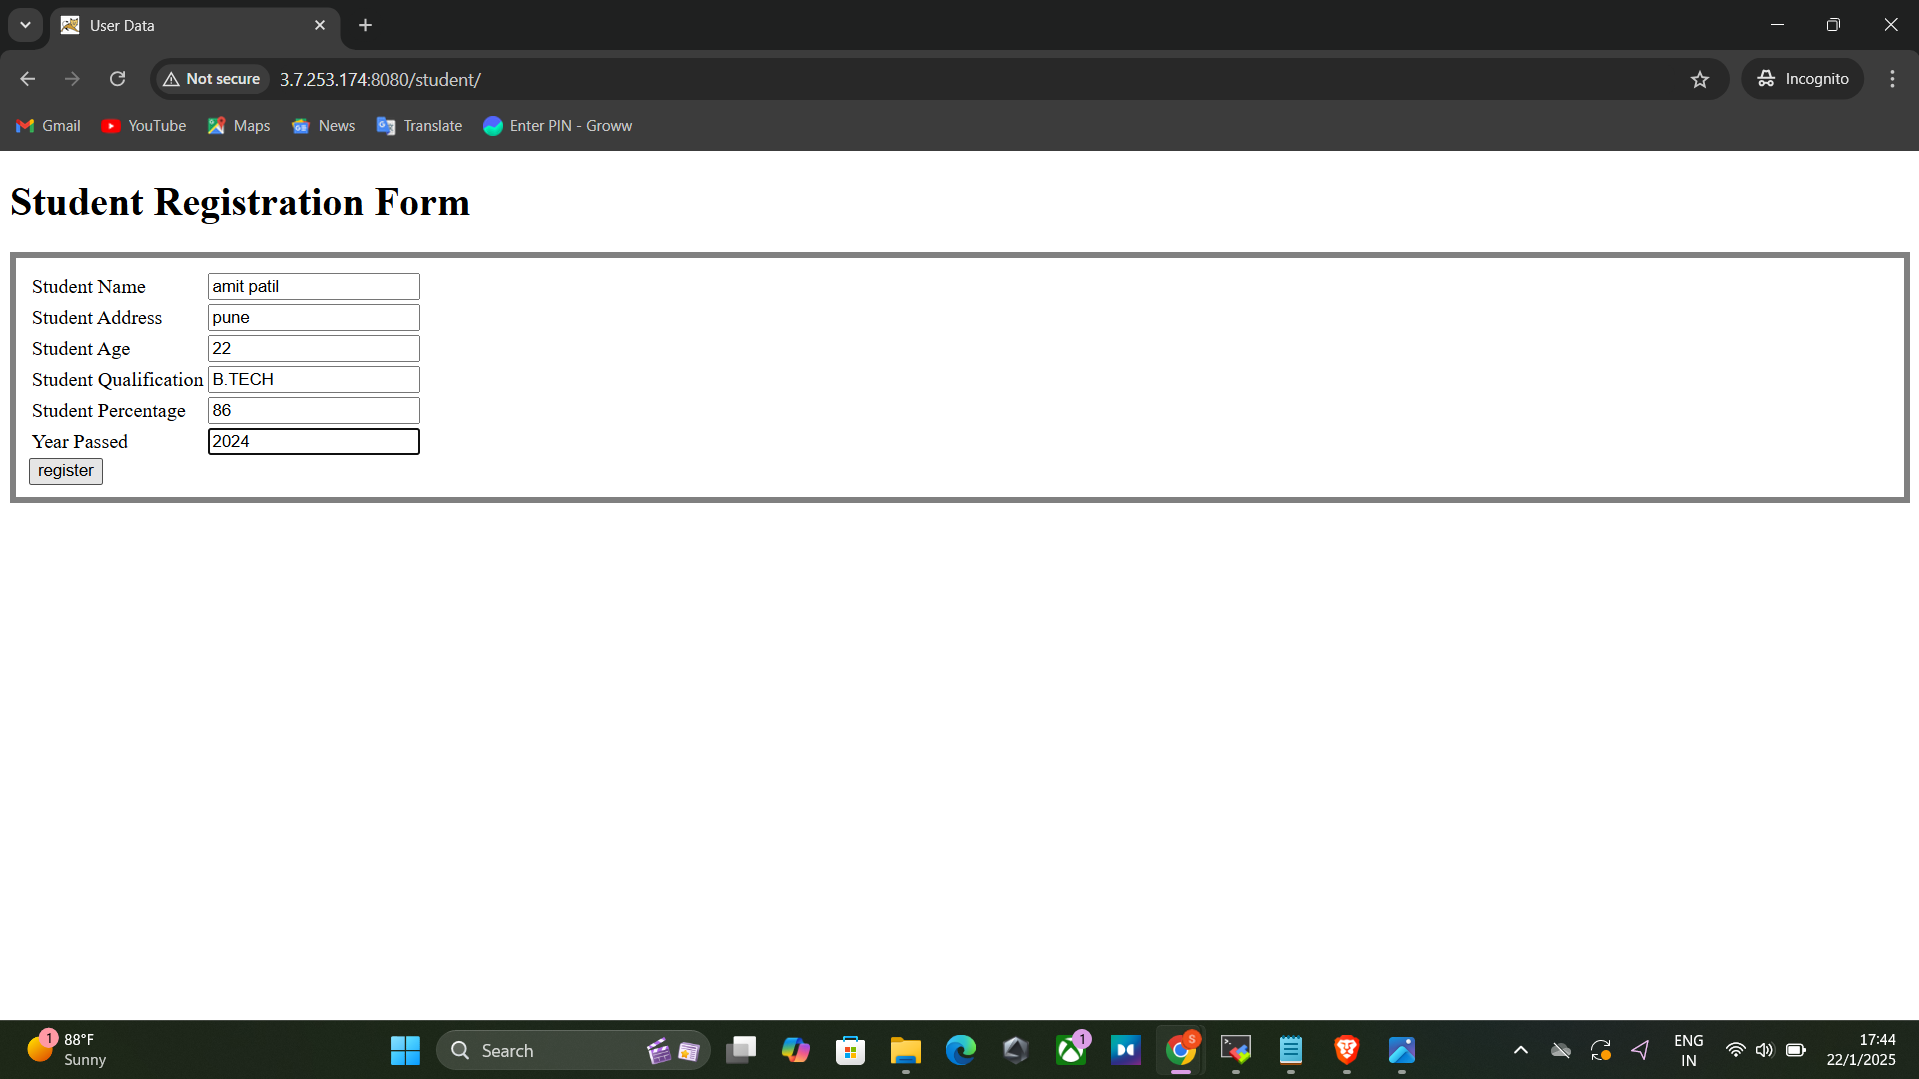 User Data
Not secure 3.7.253.174:8080/student/ Incognito
Gmail YouTube Maps News Translate Enter PIN - Groww
Student Registration Form
Student Name amit patil
Student Address pune
Student Age 22
Student Qualification B.TECH
Student Percentage 86
Year Passed 2024
register
1 88°F
Sunny
Search
1
S
ENG
IN
17:44
22/1/2025